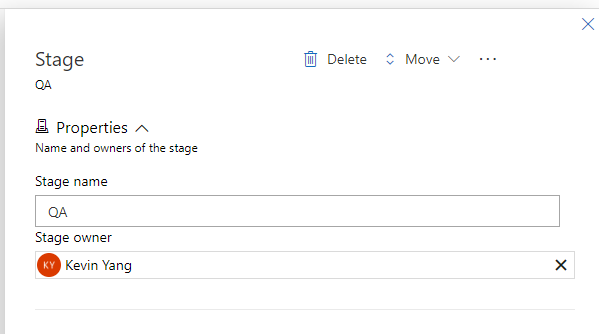 Stage
Delete
Move
...
QA
Properties
Name and owners of the stage
Stage name
QA
Stage owner
KY Kevin Yang